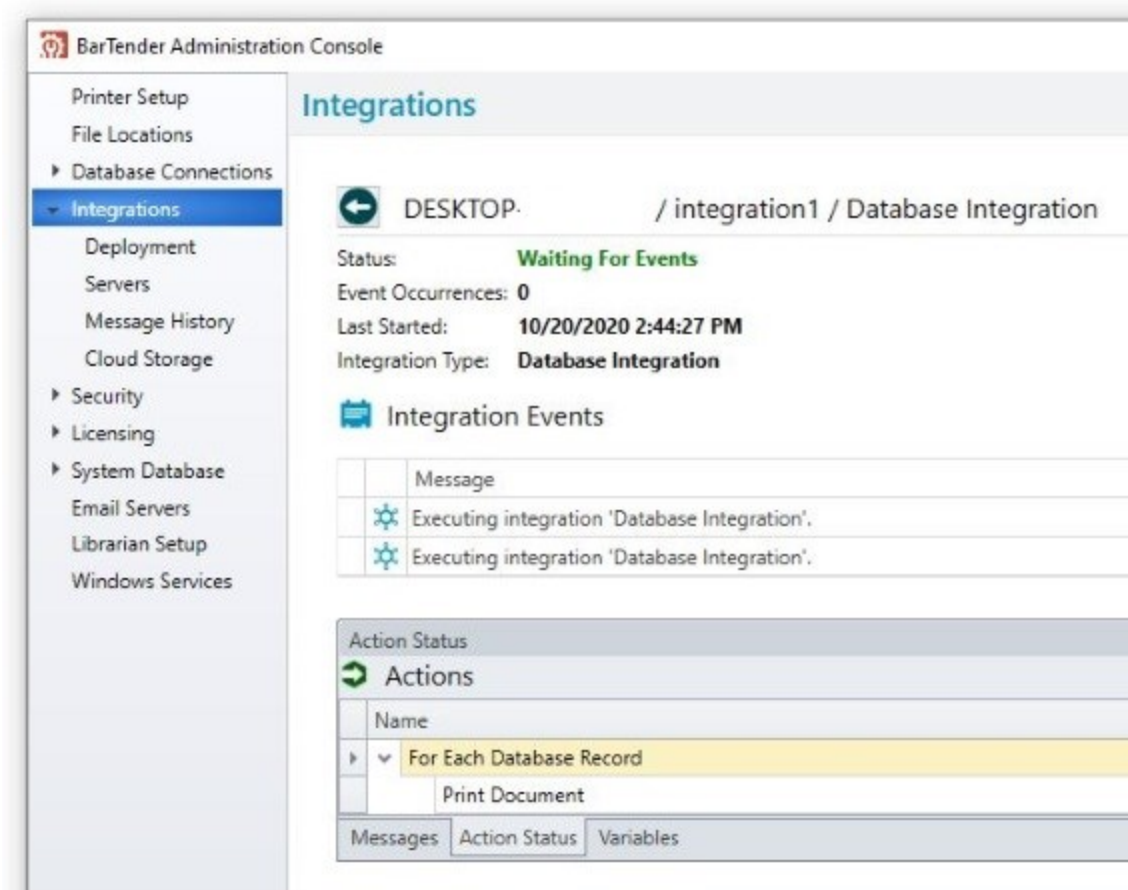 BarTender Administration Console
Printer Setup
File Locations
Database Connections
Integrations
Deployment
Servers
Message History
Cloud Storage
Security
Licensing
System Database
Email Servers
Librarian Setup
Windows Services
Integrations
DESKTOP- / integration1 / Database Integration
Status: Waiting For Events
Event Occurrences: 0
Last Started: 10/20/2020 2:44:27 PM
Integration Type: Database Integration
Integration Events
Message
Executing integration 'Database Integration'.
Executing integration 'Database Integration'.
Action Status
Actions
Name
For Each Database Record
Print Document
Messages Action Status Variables